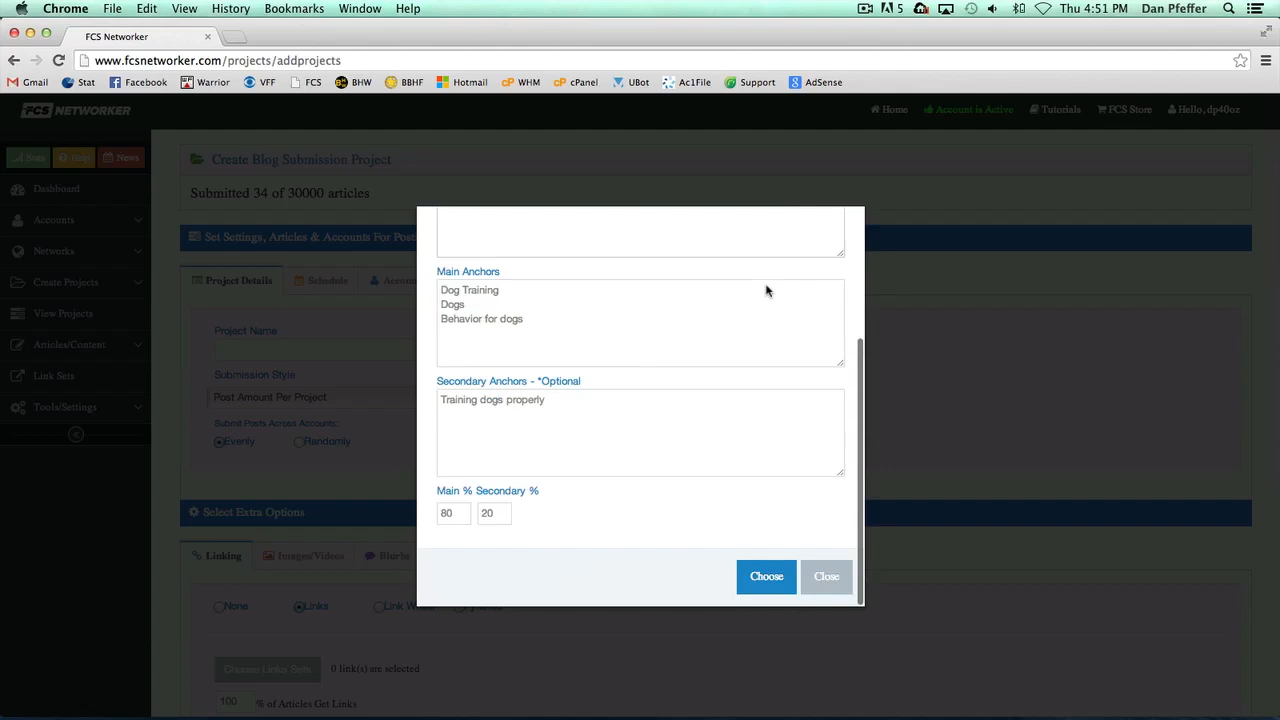 Chrome File Edit View History Bookmarks Window Help 5 Thu 4:51 PM Dan Pfeffer
FCS Networker
www.fcsnetworker.com/projects/addprojects
Gmail Stat Facebook Warrior VFF FCS BHW BBHF Hotmail WHM cPanel UBot Ac1File Support AdSense
FCS NETWORKER Home Account is Active Tutorials FCS Store Hello, dp40oz
Stats Help News
Create Blog Submission Project
Submitted 34 of 30000 articles
Dashboard
Accounts
Networks
Create Projects
View Projects
Articles/Content
Link Sets
Tools/Settings
Set Settings, Articles & Accounts For Post
Project Details Schedule
Project Name
Submission Style
Post Amount Per Project
Submit Posts Across Accounts:
Evenly Randomly
Select Extra Options
Linking Images/Videos Blurbs
None Links Link
Choose Links Sets 0 link(s) are selected
100 % of Articles Get Links
Main Anchors
Dog Training
Dogs
Behavior for dogs
Secondary Anchors - *Optional
Training dogs properly
Main % Secondary %
80 20
Choose Close